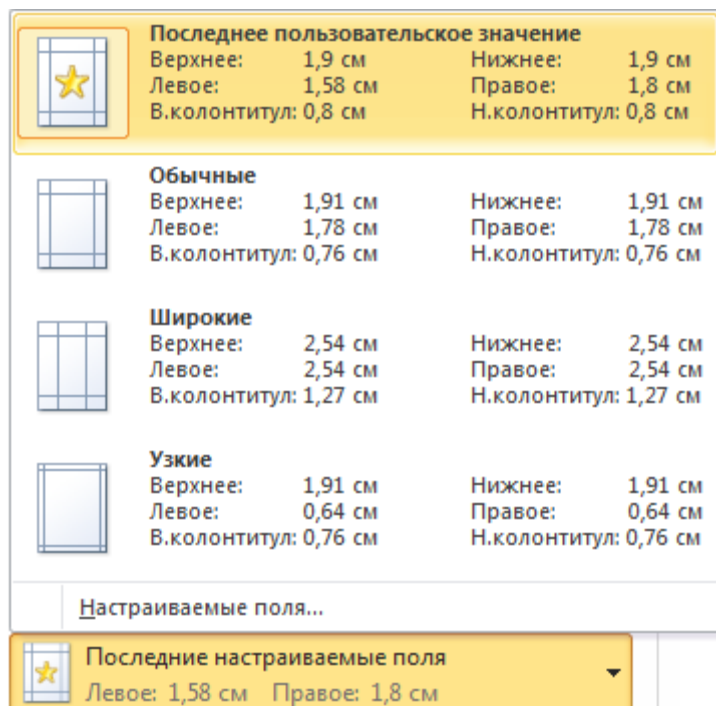 Последнее пользовательское значение
Верхнее: 1,9 см Нижнее: 1,9 см
Левое: 1,58 см Правое: 1,8 см
В.колонтитул: 0,8 см Н.колонтитул: 0,8 см
Обычные
Верхнее: 1,91 см Нижнее: 1,91 см
Левое: 1,78 см Правое: 1,78 см
В.колонтитул: 0,76 см Н.колонтитул: 0,76 см
Широкие
Верхнее: 2,54 см Нижнее: 2,54 см
Левое: 2,54 см Правое: 2,54 см
В.колонтитул: 1,27 см Н.колонтитул: 1,27 см
Узкие
Верхнее: 1,91 см Нижнее: 1,91 см
Левое: 0,64 см Правое: 0,64 см
В.колонтитул: 0,76 см Н.колонтитул: 0,76 см
Настраиваемые поля...
Последние настраиваемые поля
Левое: 1,58 см Правое: 1,8 см